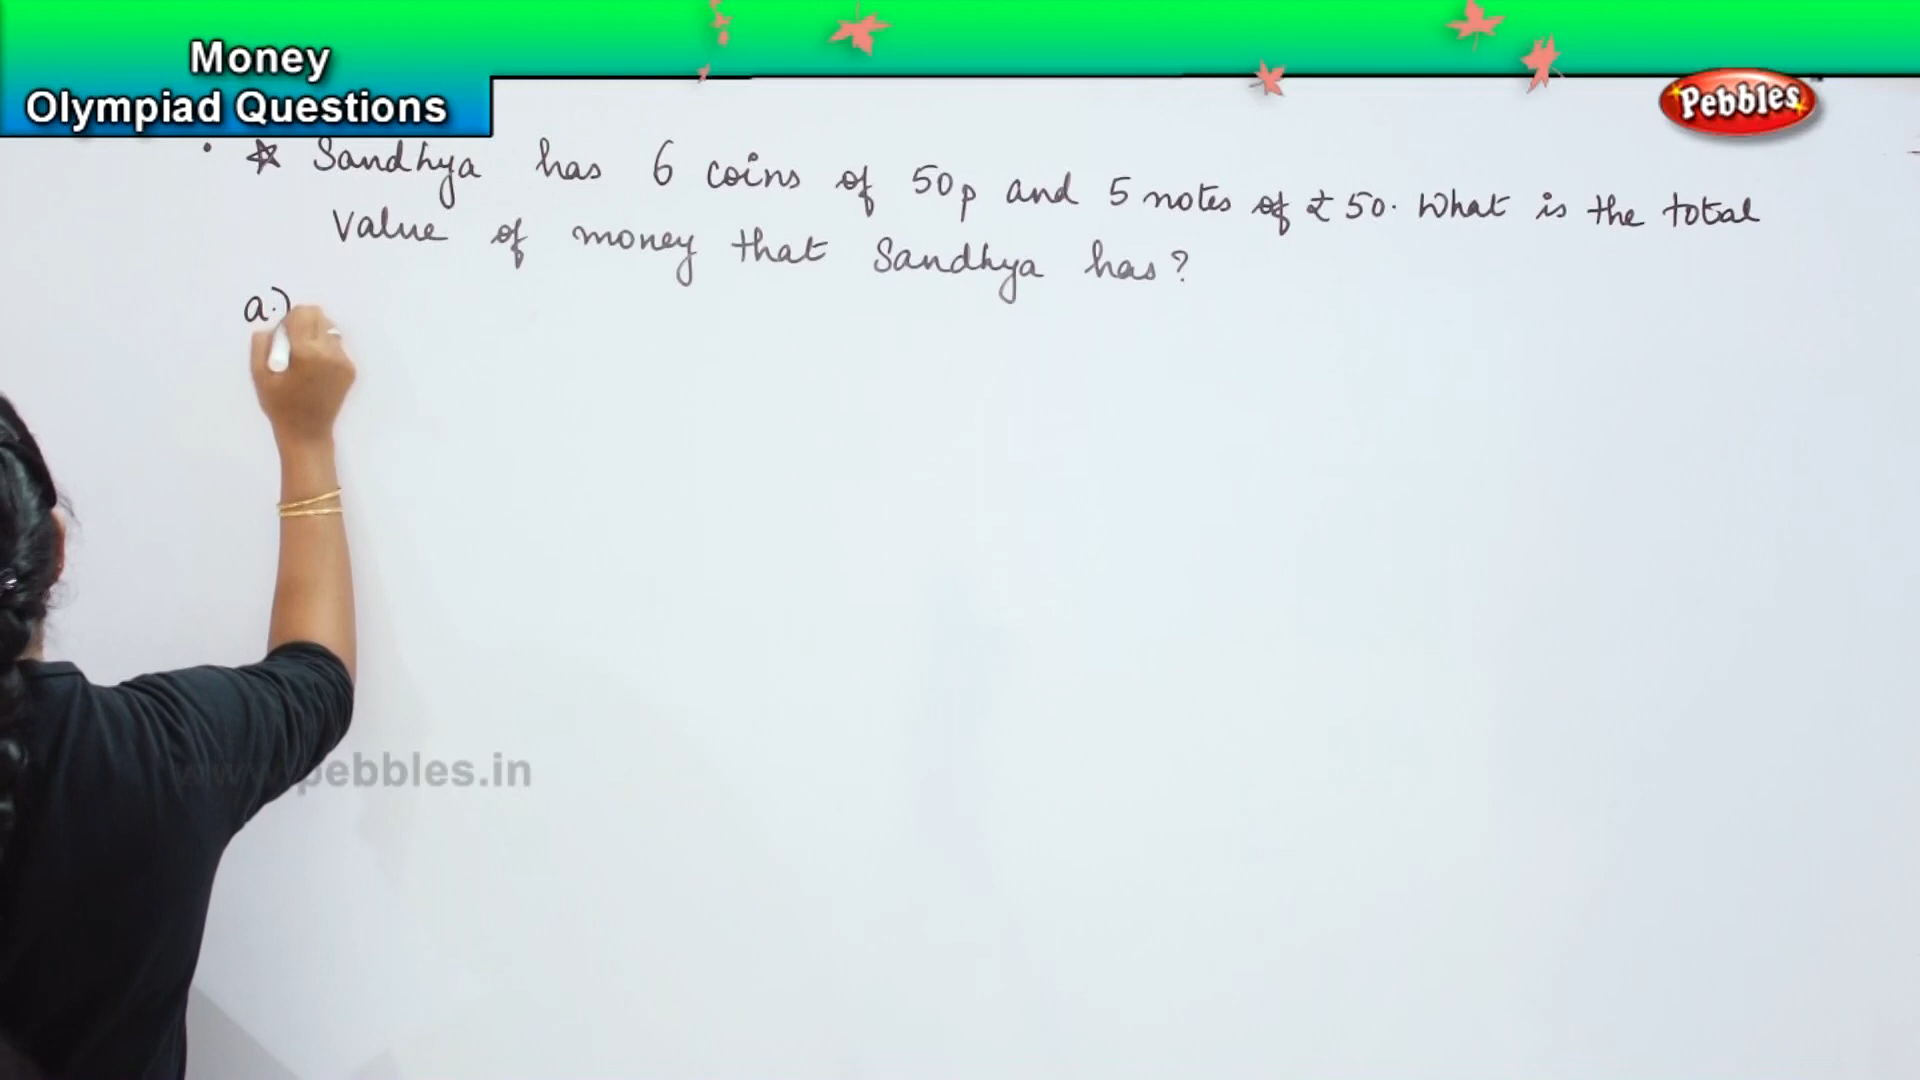 Money
Olympiad Questions
Pebbles
☆ Sandhya has 6 coins of 50p and 5 notes of ₹ 50. What is the total
Value of money that Sandhya has?
a.)
www.pebbles.in